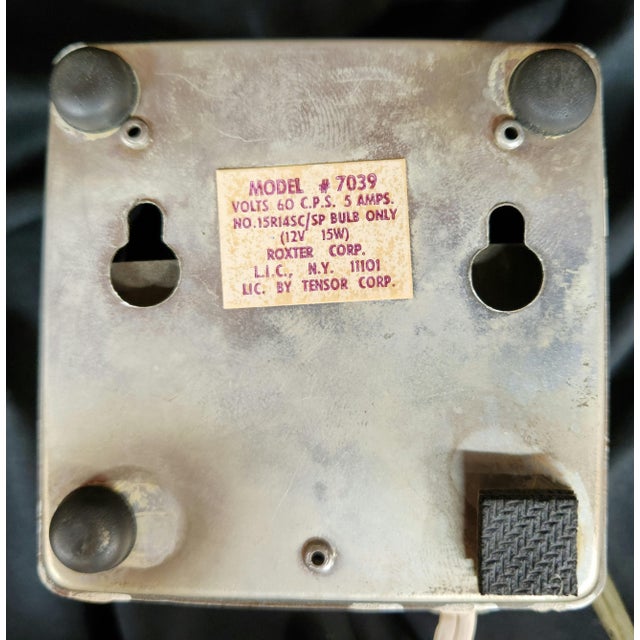 MODEL # 7039
VOLTS 60 C.P.S. 5 AMPS.
NO. 15R14SC/SP BULB ONLY
(12V 15W)
ROXTER CORP.
L.I.C., N.Y. 11101
LIC. BY TENSOR CORP.